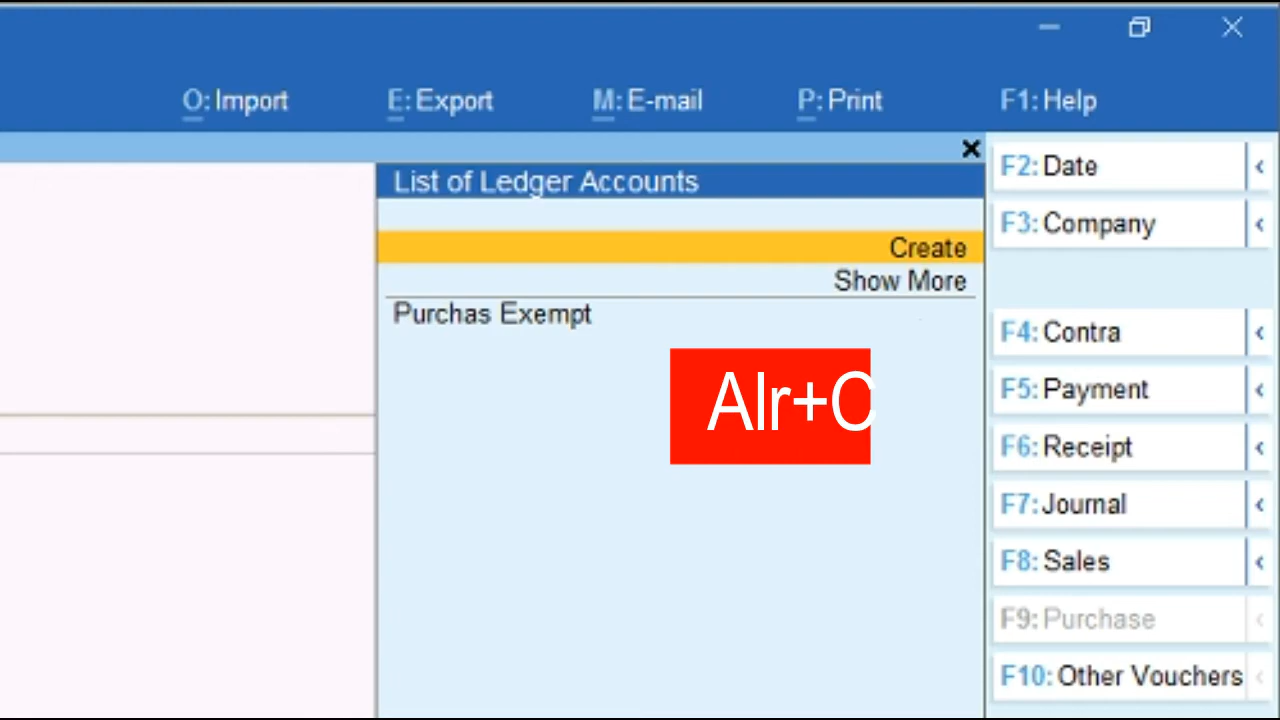 O: Import E: Export M: E-mail P: Print F1: Help
List of Ledger Accounts
Create
Show More
Purchas Exempt
Alr+C
F2: Date
F3: Company
F4: Contra
F5: Payment
F6: Receipt
F7: Journal
F8: Sales
F9: Purchase
F10: Other Vouchers